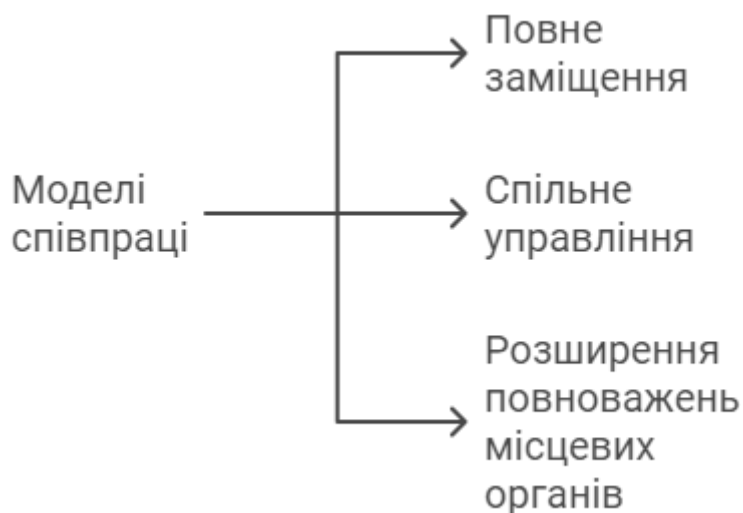 Моделі
співпраці
Повне
заміщення
Спільне
управління
Розширення
повноважень
місцевих
органів